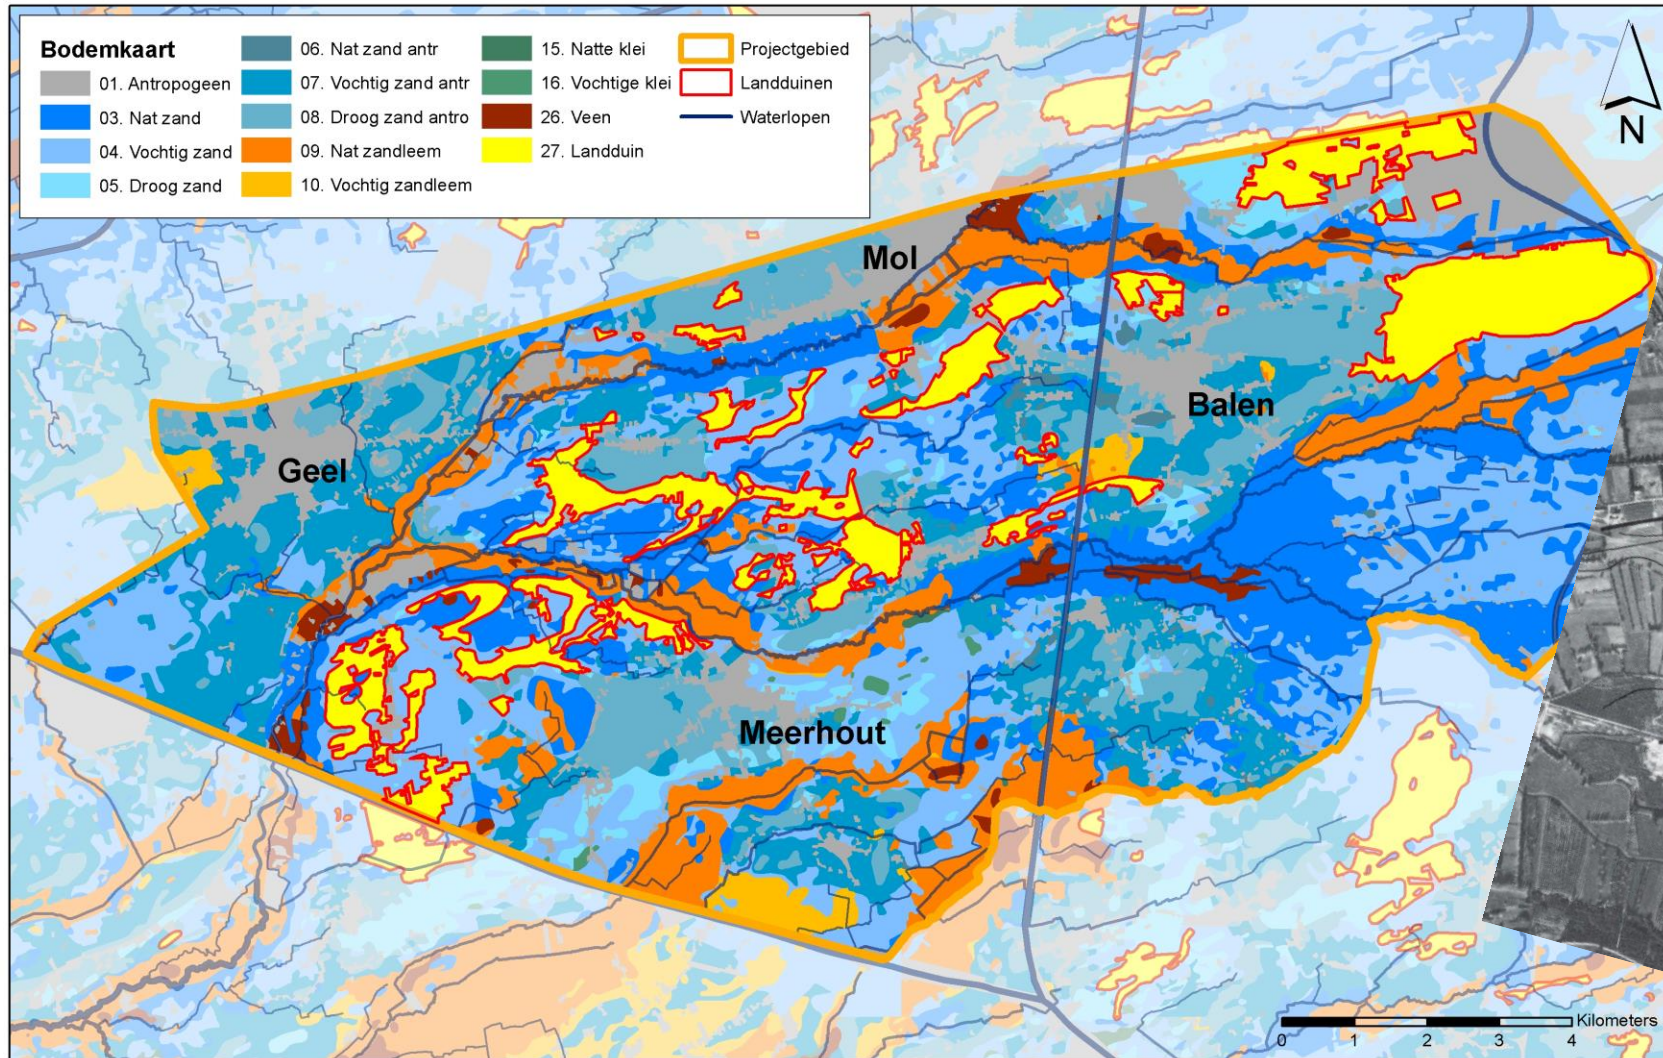 Bodemkaart
01. Antropogeen
03. Nat zand
04. Vochtig zand
05. Droog zand
06. Nat zand antr
07. Vochtig zand antr
08. Droog zand antro
09. Nat zandleem
10. Vochtig zandleem
15. Natte klei
16. Vochtige klei
26. Veen
27. Landduin
Projectgebied
Landduinen
Waterlopen
N
Mol
Balen
Geel
Meerhout
Kilometers
0 1 2 3 4